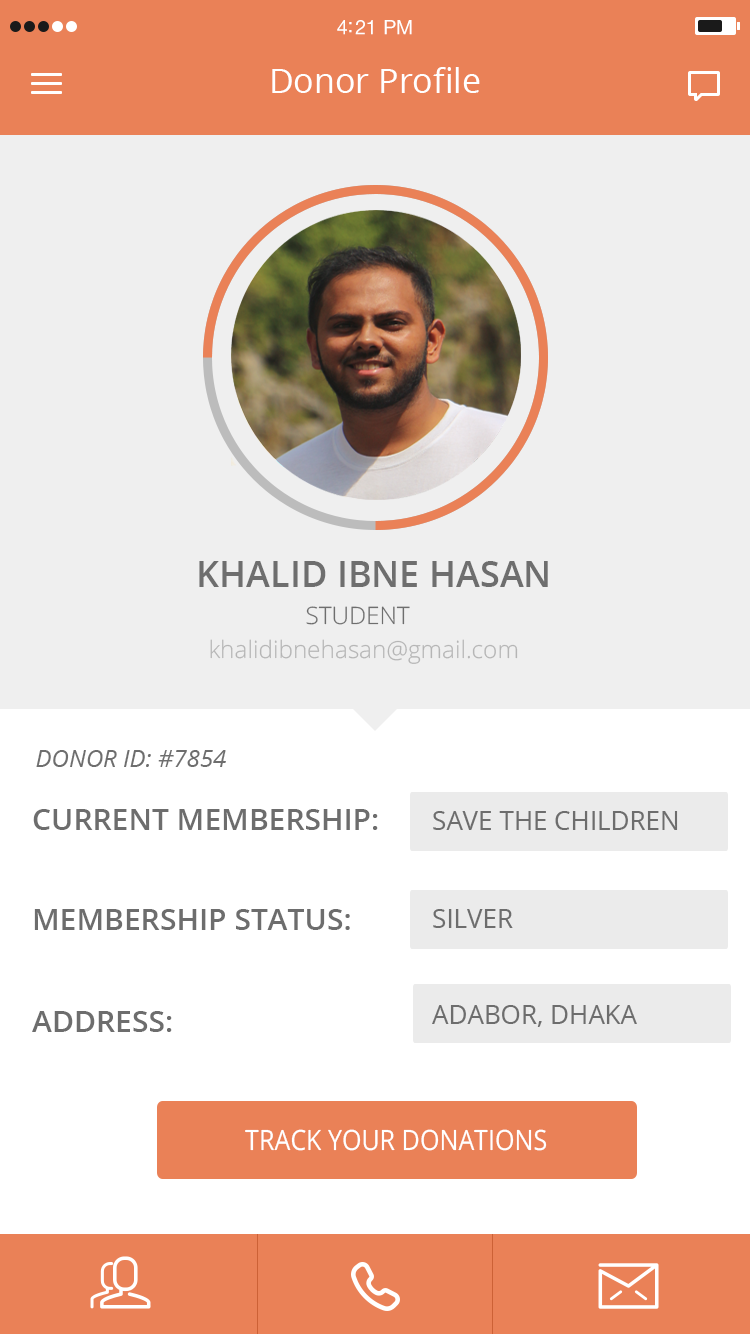 4:21 PM
Donor Profile
KHALID IBNE HASAN
STUDENT
khalidibnehasan@gmail.com
DONOR ID: #7854
CURRENT MEMBERSHIP: SAVE THE CHILDREN
MEMBERSHIP STATUS: SILVER
ADDRESS: ADABOR, DHAKA
TRACK YOUR DONATIONS